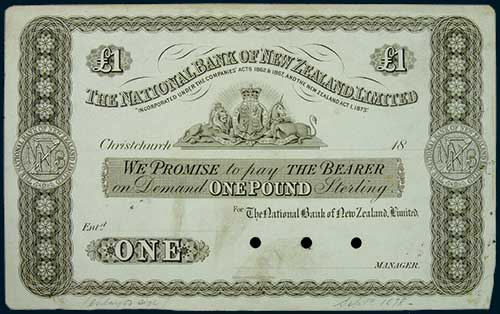 £1 £1
THE NATIONAL BANK OF NEW ZEALAND LIMITED
"INCORPORATED UNDER THE COMPANIES' ACTS 1862 & 1867, AND THE NEW ZEALAND ACT, 1873."
Christchurch 18
WE PROMISE to pay THE BEARER
on Demand ONE POUND Sterling.
For The National Bank of New Zealand, Limited.
Entd
ONE
MANAGER.